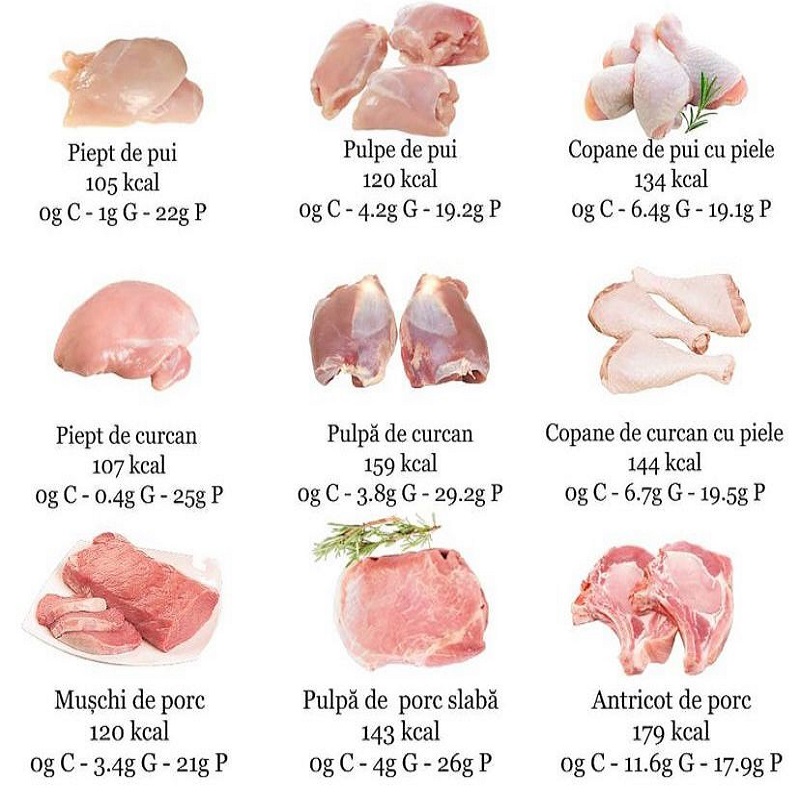 Piept de pui
105 kcal
0g C - 1g G - 22g P
Pulpe de pui
120 kcal
0g C - 4.2g G - 19.2g P
Copane de pui cu piele
134 kcal
0g C - 6.4g G - 19.1g P
Piept de curcan
107 kcal
0g C - 0.4g G - 25g P
Pulpă de curcan
159 kcal
0g C - 3.8g G - 29.2g P
Copane de curcan cu piele
144 kcal
0g C - 6.7g G - 19.5g P
Mușchi de porc
120 kcal
0g C - 3.4g G - 21g P
Pulpă de porc slabă
143 kcal
0g C - 4g G - 26g P
Antricot de porc
179 kcal
0g C - 11.6g G - 17.9g P